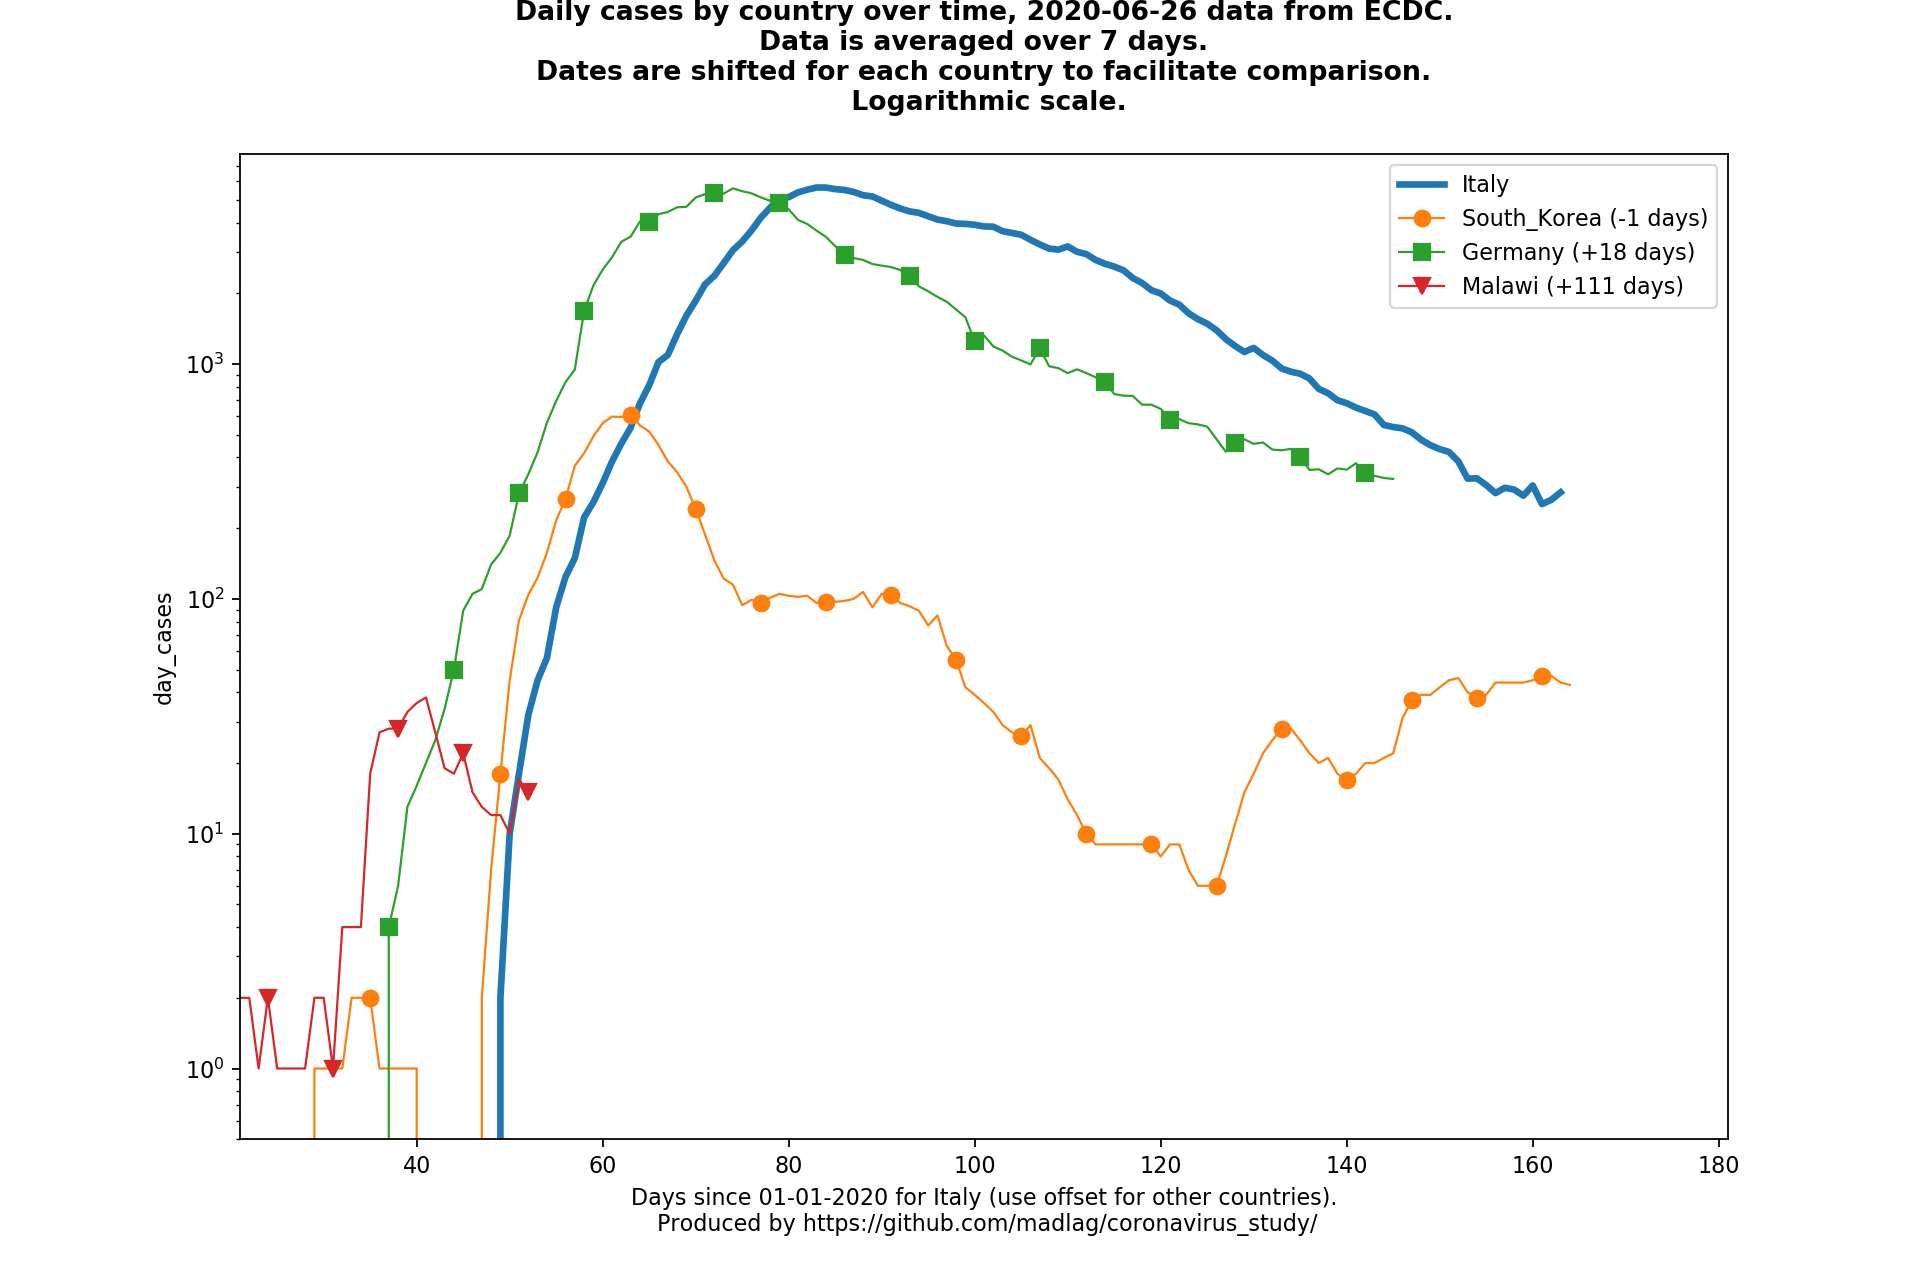 Daily cases by country over time, 2020-06-26 data from ECDC.
Data is averaged over 7 days.
Dates are shifted for each country to facilitate comparison.
Logarithmic scale.
Italy
South_Korea (-1 days)
Germany (+18 days)
Malawi (+111 days)
10³
10²
10¹
10⁰
day_cases
40 60 80 100 120 140 160 180
Days since 01-01-2020 for Italy (use offset for other countries).
Produced by https://github.com/madlag/coronavirus_study/